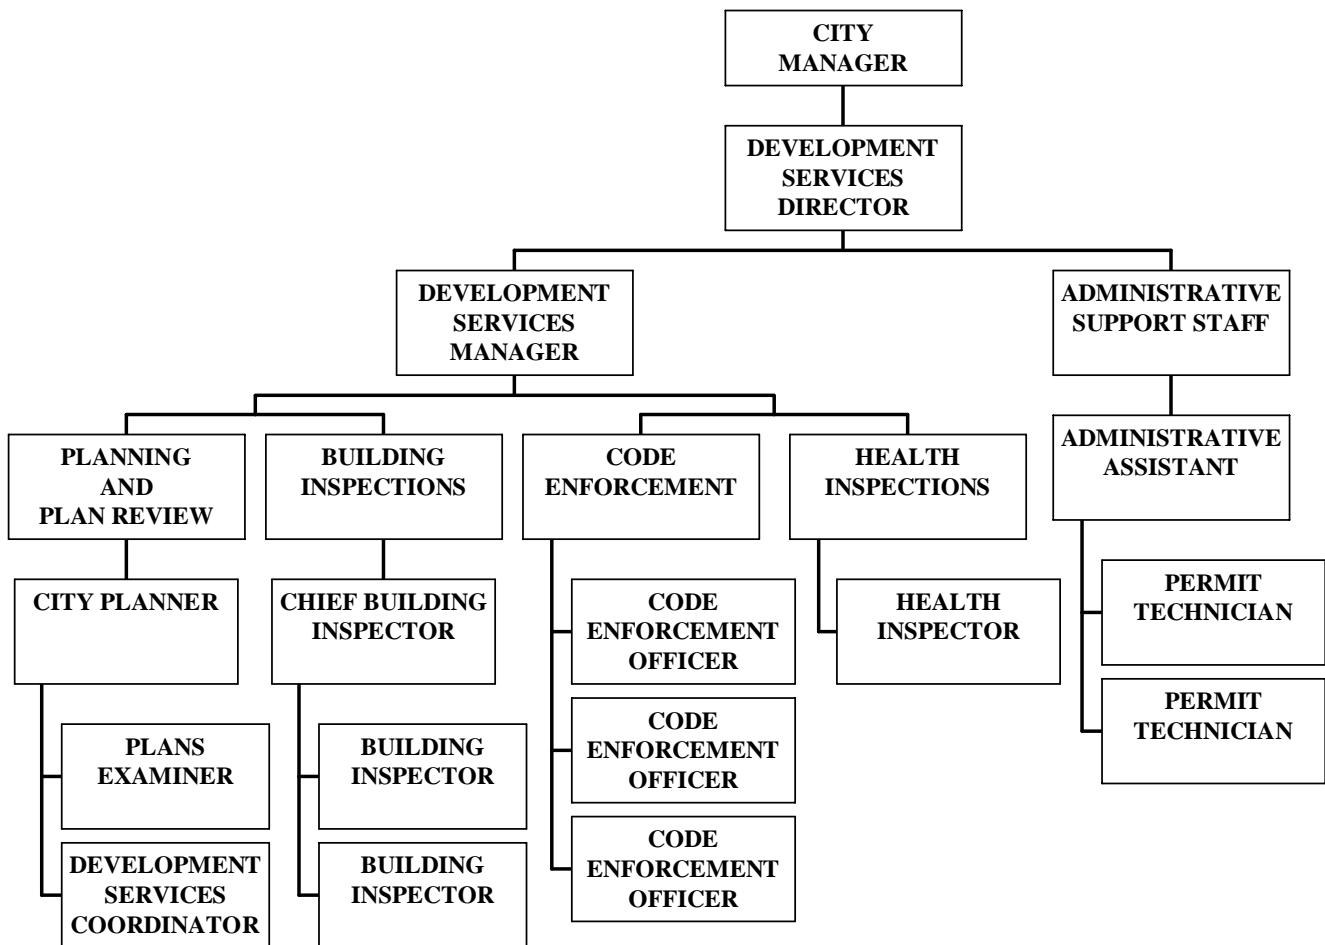 CITY
MANAGER
DEVELOPMENT
SERVICES
DIRECTOR
DEVELOPMENT
SERVICES
MANAGER
ADMINISTRATIVE
SUPPORT STAFF
PLANNING
AND
PLAN REVIEW
BUILDING
INSPECTIONS
CODE
ENFORCEMENT
HEALTH
INSPECTIONS
ADMINISTRATIVE
ASSISTANT
CITY PLANNER
CHIEF BUILDING
INSPECTOR
CODE
ENFORCEMENT
OFFICER
HEALTH
INSPECTOR
PERMIT
TECHNICIAN
PLANS
EXAMINER
BUILDING
INSPECTOR
CODE
ENFORCEMENT
OFFICER
PERMIT
TECHNICIAN
DEVELOPMENT
SERVICES
COORDINATOR
BUILDING
INSPECTOR
CODE
ENFORCEMENT
OFFICER